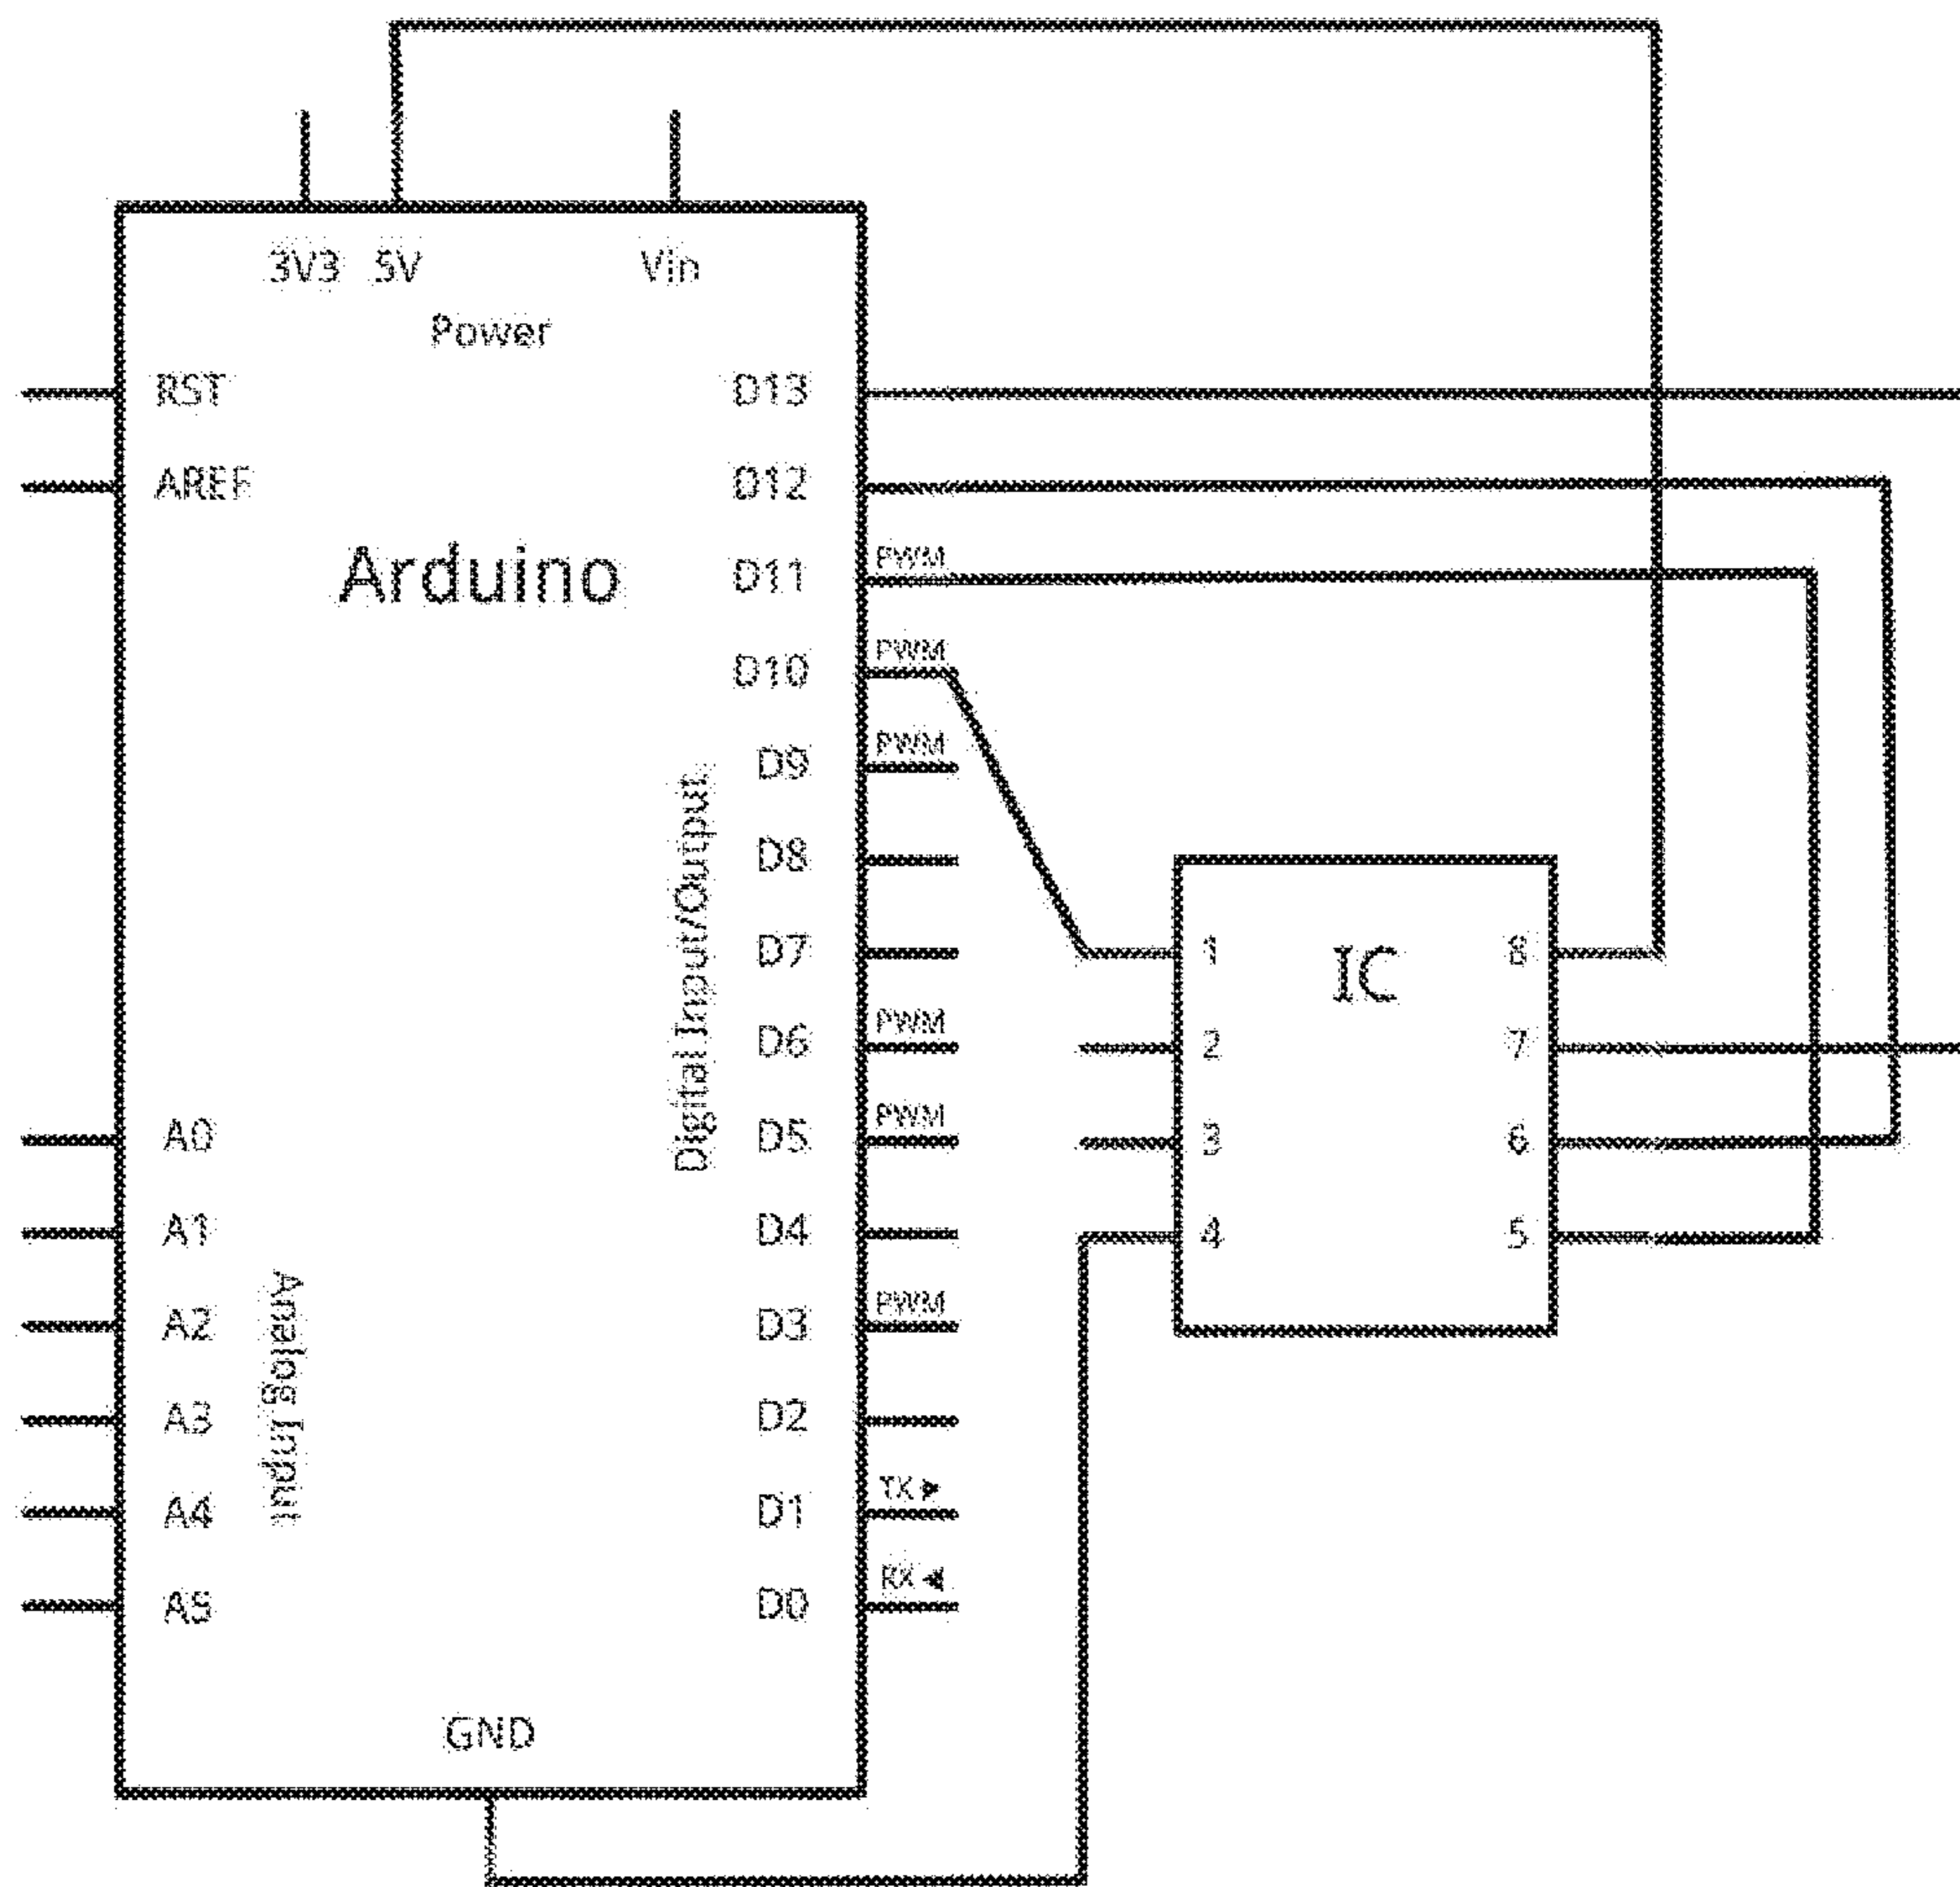 3V3 5V Vin
Power
RST D13
AREF D12
Arduino
D11 PWM
D10 PWM
D9 PWM
D8
D7
D6 PWM
A0 D5 PWM
A1 D4
A2 D3 PWM
A3 D2
A4 D1 TX
A5 D0 RX
Digital Input/Output
Analog Input
GND
IC
1 8
2 7
3 6
4 5